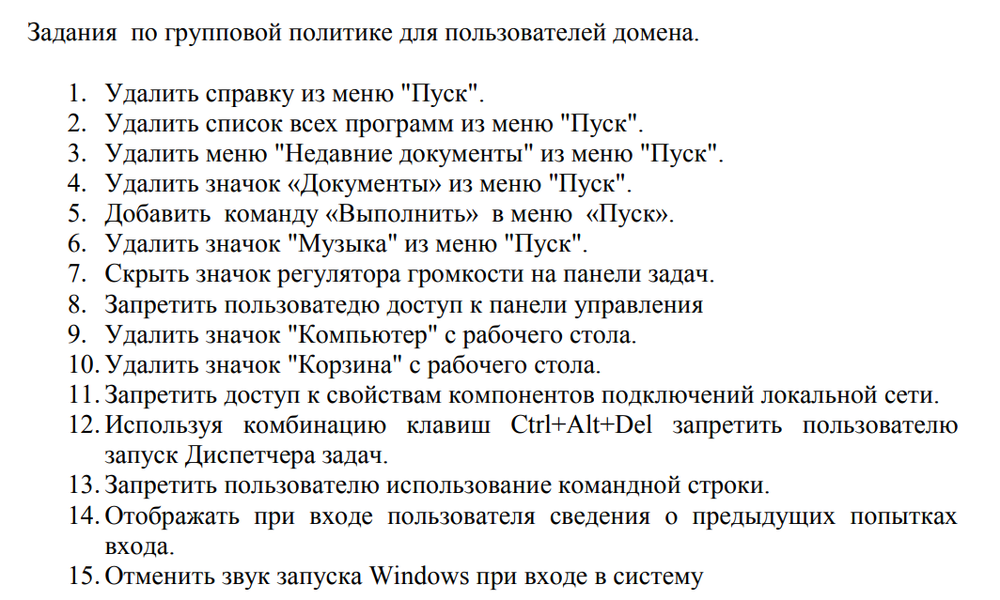 Задания по групповой политике для пользователей домена.
1. Удалить справку из меню "Пуск".
2. Удалить список всех программ из меню "Пуск".
3. Удалить меню "Недавние документы" из меню "Пуск".
4. Удалить значок «Документы» из меню "Пуск".
5. Добавить команду «Выполнить» в меню «Пуск».
6. Удалить значок "Музыка" из меню "Пуск".
7. Скрыть значок регулятора громкости на панели задач.
8. Запретить пользоватедю доступ к панели управления
9. Удалить значок "Компьютер" с рабочего стола.
10. Удалить значок "Корзина" с рабочего стола.
11. Запретить доступ к свойствам компонентов подключений локальной сети.
12. Используя комбинацию клавиш Ctrl+Alt+Del запретить пользователю
запуск Диспетчера задач.
13. Запретить пользователю использование командной строки.
14. Отображать при входе пользователя сведения о предыдущих попытках
входа.
15. Отменить звук запуска Windows при входе в систему